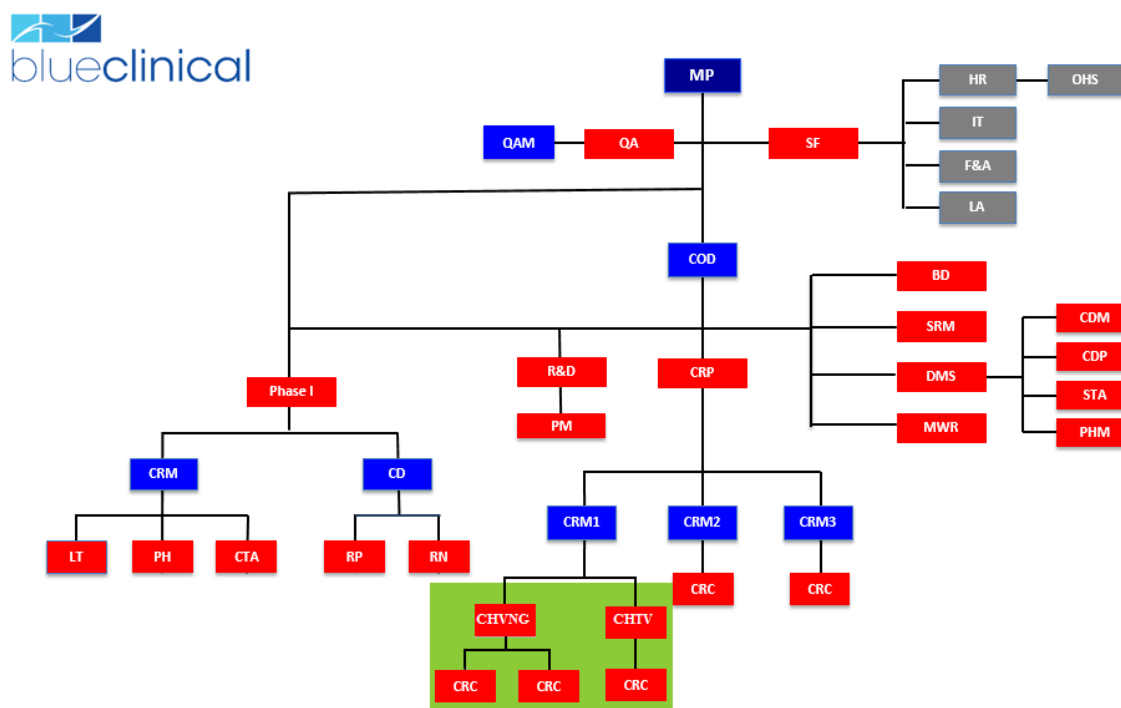 blueclinical
MP
HR
OHS
IT
QAM
QA
SF
F&A
LA
COD
BD
CDM
SRM
CDP
R&D
CRP
DMS
Phase I
STA
PM
MWR
PHM
CRM
CD
CRM1
CRM2
CRM3
LT
PH
CTA
RP
RN
CRC
CRC
CHVNG
CHTV
CRC
CRC
CRC